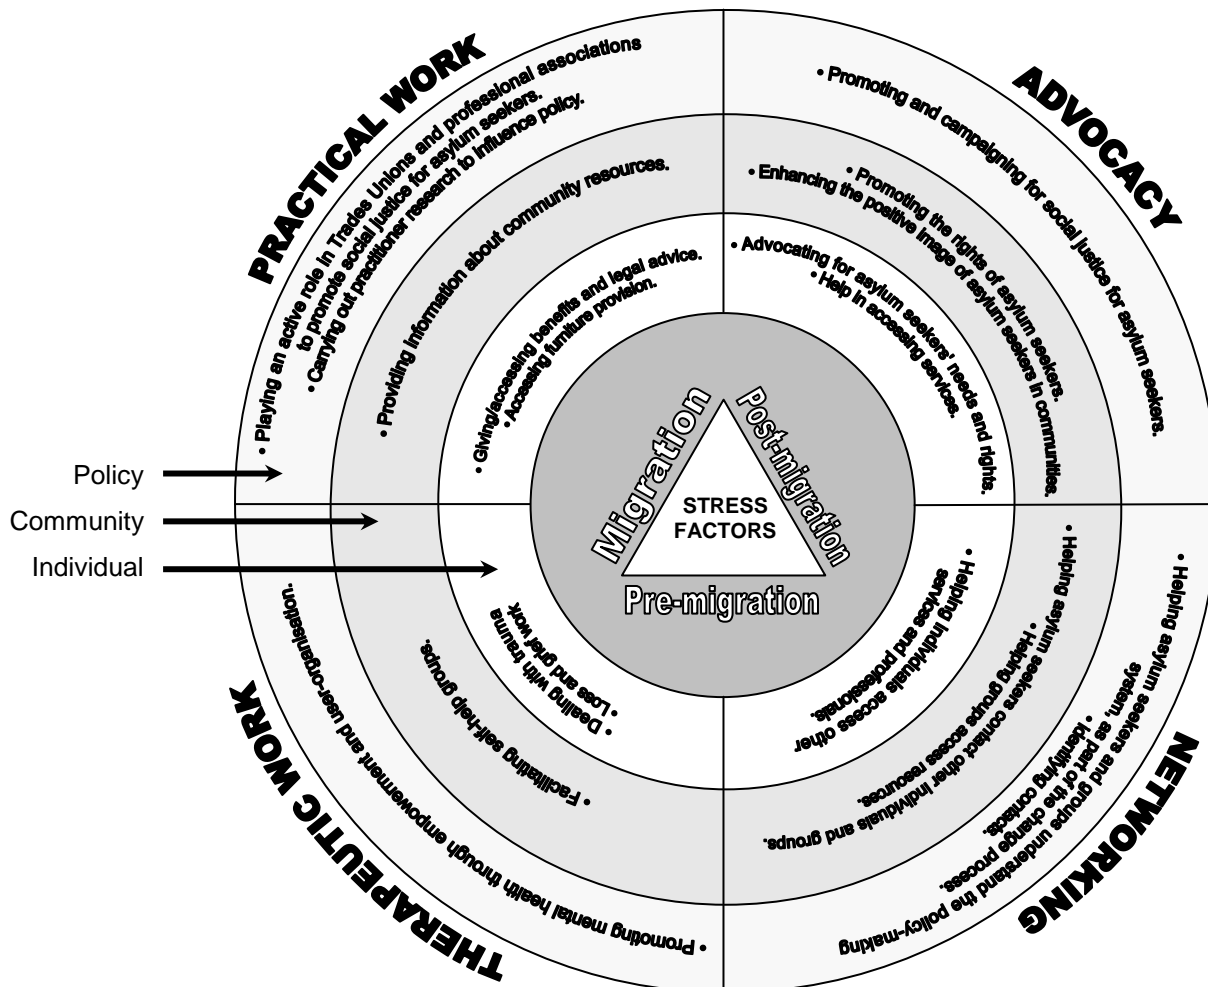 PRACTICAL WORK
• Playing an active role in Trades Unions and professional associations
to promote social justice for asylum seekers.
• Carrying out practitioner research to influence policy.
• Providing Information about community resources.
• Giving/accessing benefits and legal advice.
• Accessing furniture provision.
ADVOCACY
• Promoting and campaigning for social justice for asylum seekers.
• Promoting the rights of asylum seekers.
• Enhancing the positive image of asylum seekers in communities.
• Advocating for asylum seekers' needs and rights.
• Help in accessing services.
Migration
Post-migration
Pre-migration
STRESS
FACTORS
Policy
Community
Individual
THERAPEUTIC WORK
• Dealing with trauma
• Loss and grief work
• Facilitating self-help groups.
• Promoting mental health through empowerment and user-organisation.
NETWORKING
• Helping individuals access other
services and professionals.
• Helping asylum seekers contact other individuals and groups.
• Helping groups access resources.
• Helping asylum seekers and groups understand the policy-making
system, as part of the change process.
• Identifying contacts.